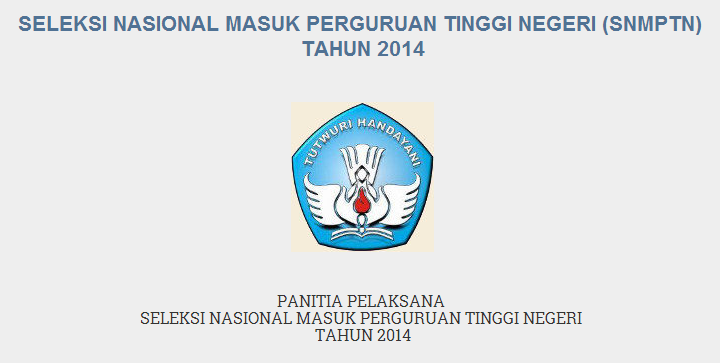 SELEKSI NASIONAL MASUK PERGURUAN TINGGI NEGERI (SNMPTN)
TAHUN 2014
TUTWURI HANDAYANI
PANITIA PELAKSANA
SELEKSI NASIONAL MASUK PERGURUAN TINGGI NEGERI
TAHUN 2014